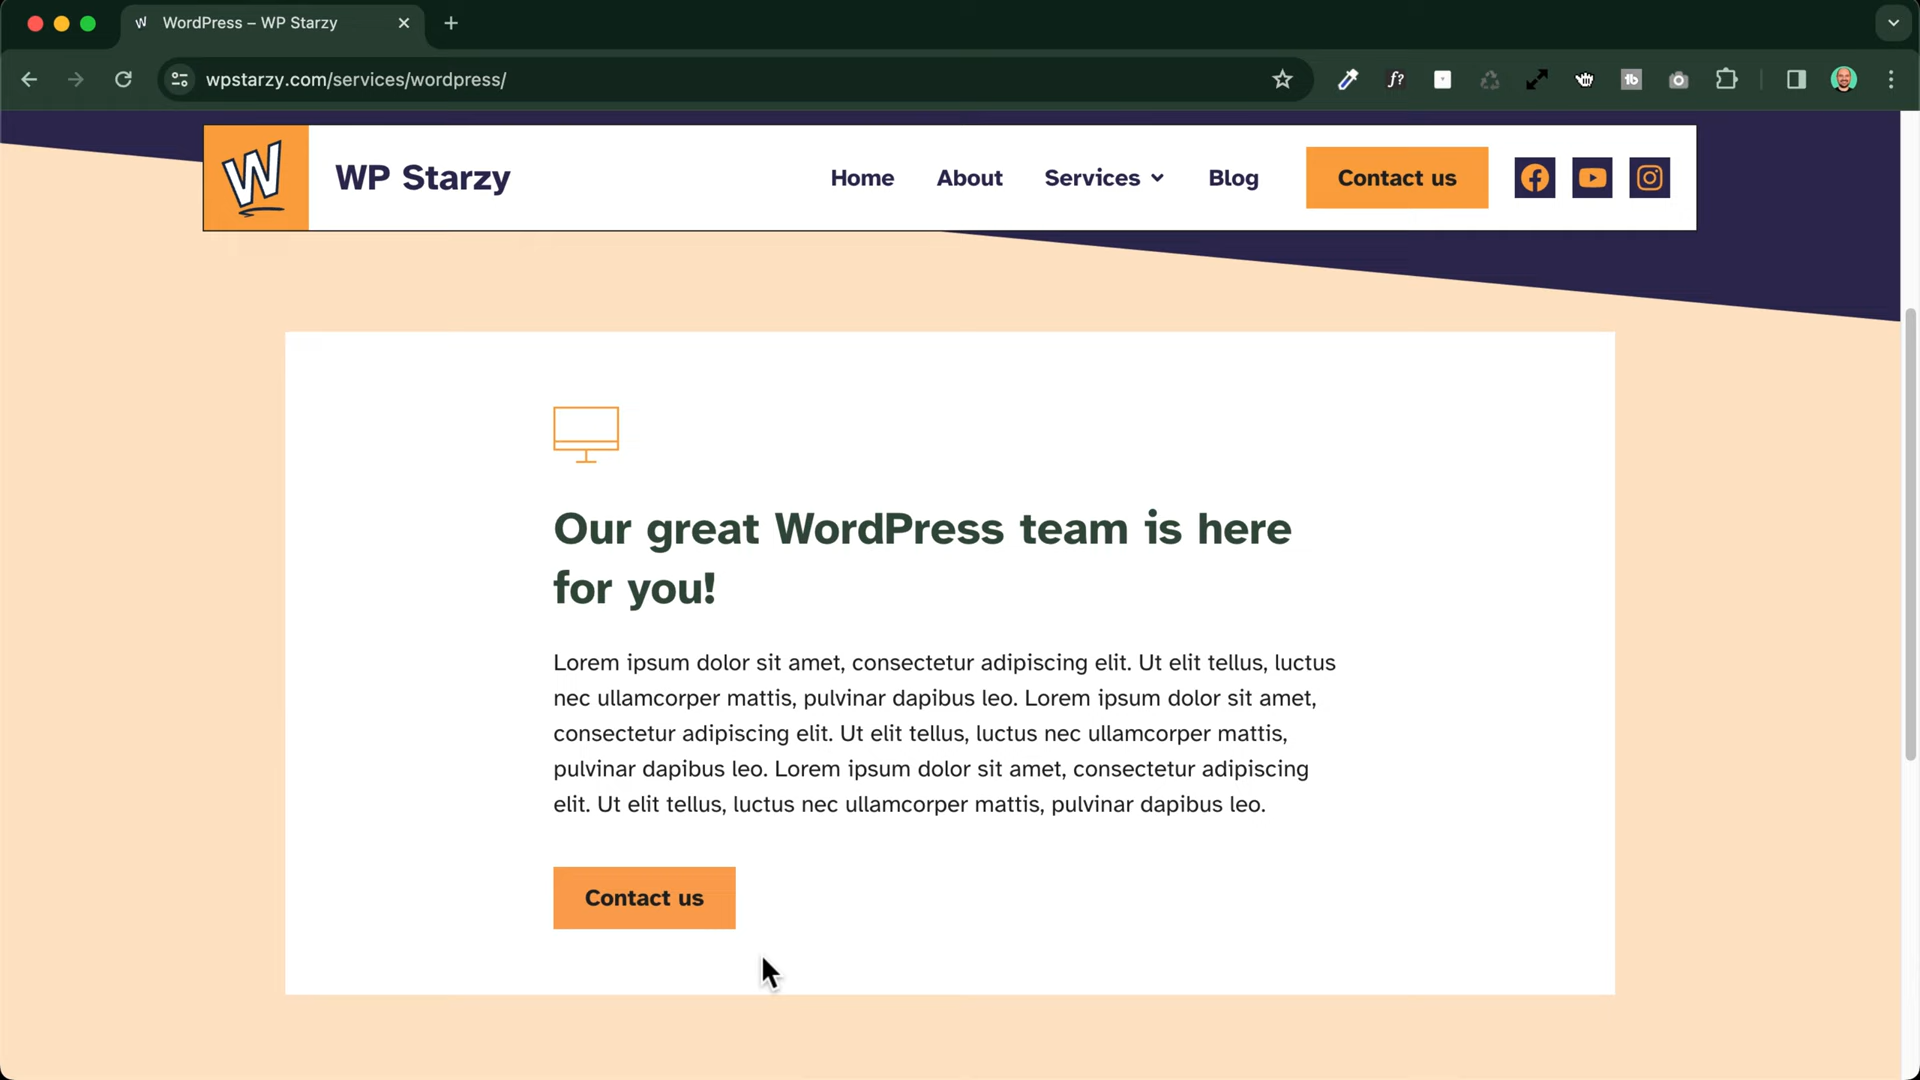 WordPress – WP Starzy
wpstarzy.com/services/wordpress/
f?
tb
W
WP Starzy
Home
About
Services
Blog
Contact us
Our great WordPress team is here
for you!
Lorem ipsum dolor sit amet, consectetur adipiscing elit. Ut elit tellus, luctus
nec ullamcorper mattis, pulvinar dapibus leo. Lorem ipsum dolor sit amet,
consectetur adipiscing elit. Ut elit tellus, luctus nec ullamcorper mattis,
pulvinar dapibus leo. Lorem ipsum dolor sit amet, consectetur adipiscing
elit. Ut elit tellus, luctus nec ullamcorper mattis, pulvinar dapibus leo.
Contact us